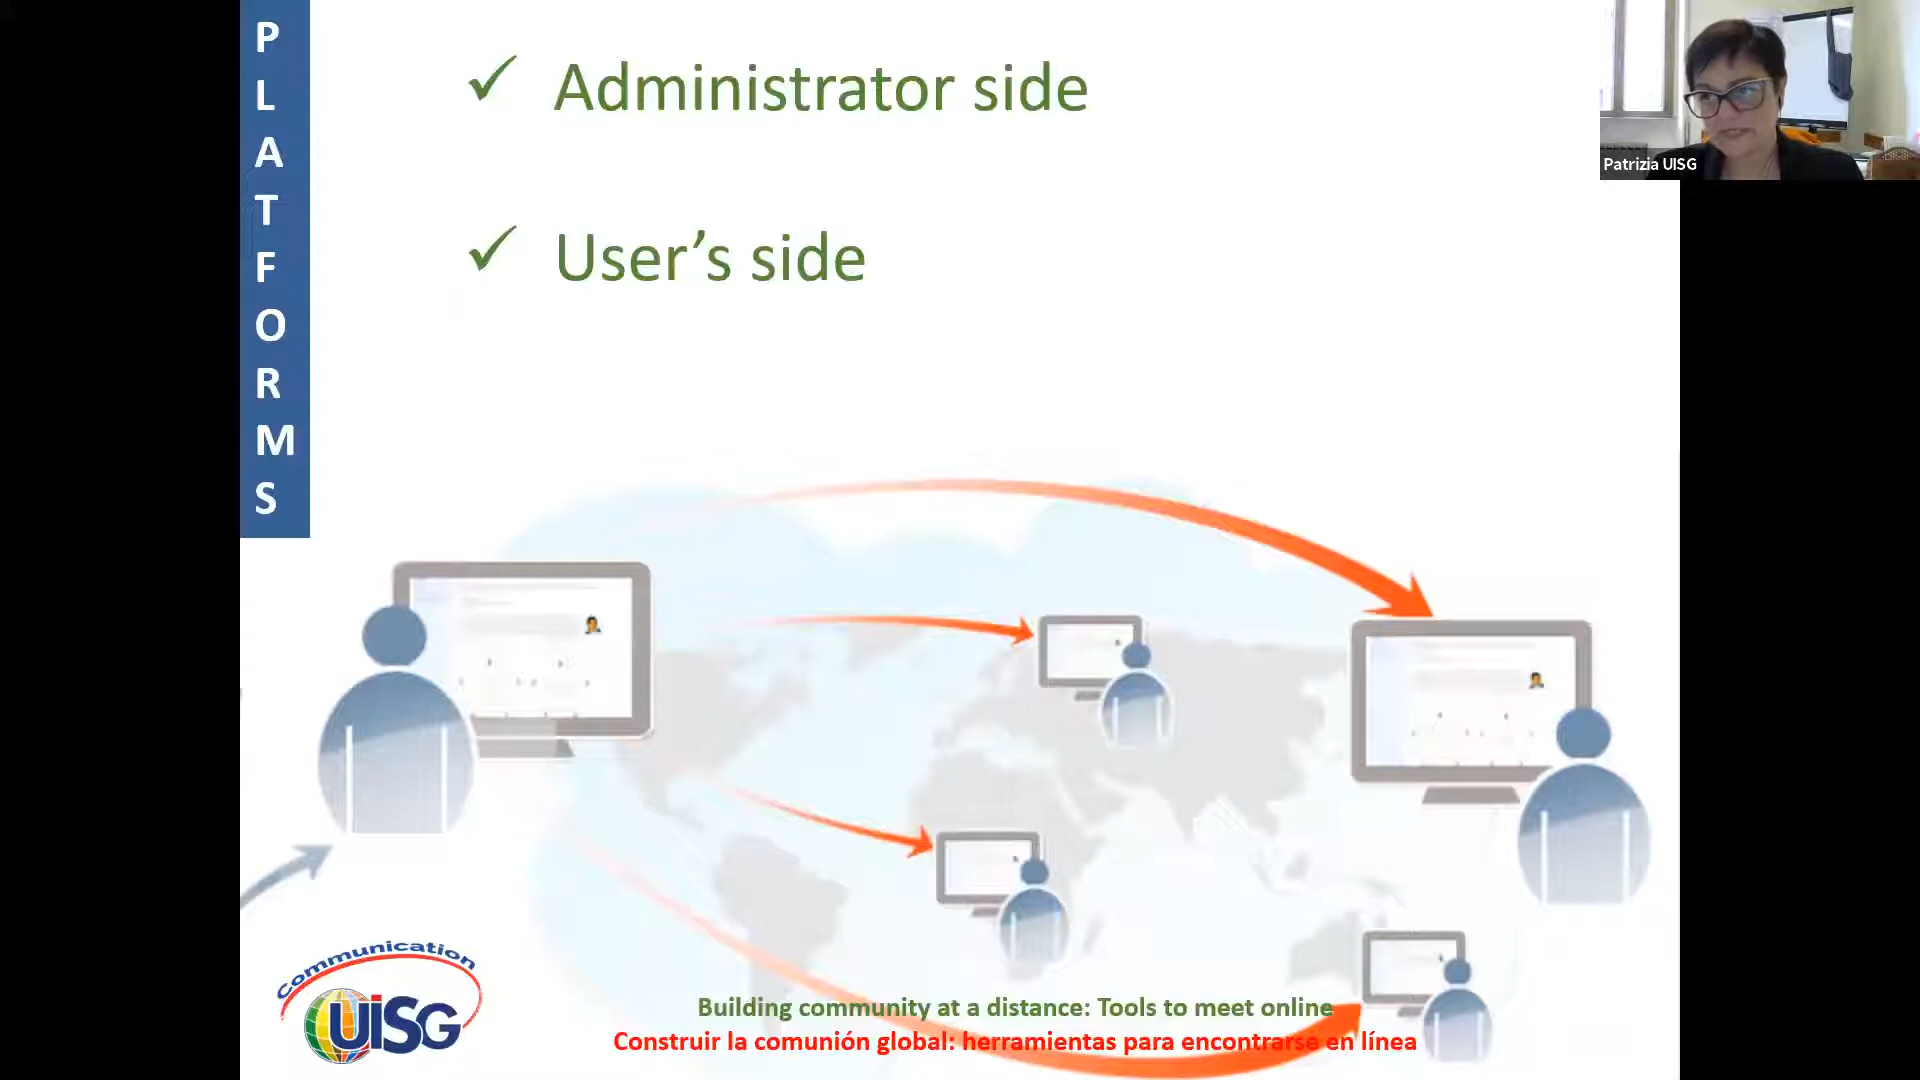 PLATFORMS
✓ Administrator side
✓ User’s side
Patrizia UISG
Communication
UISG
Building community at a distance: Tools to meet online
Construir la comunión global: herramientas para encontrarse en línea